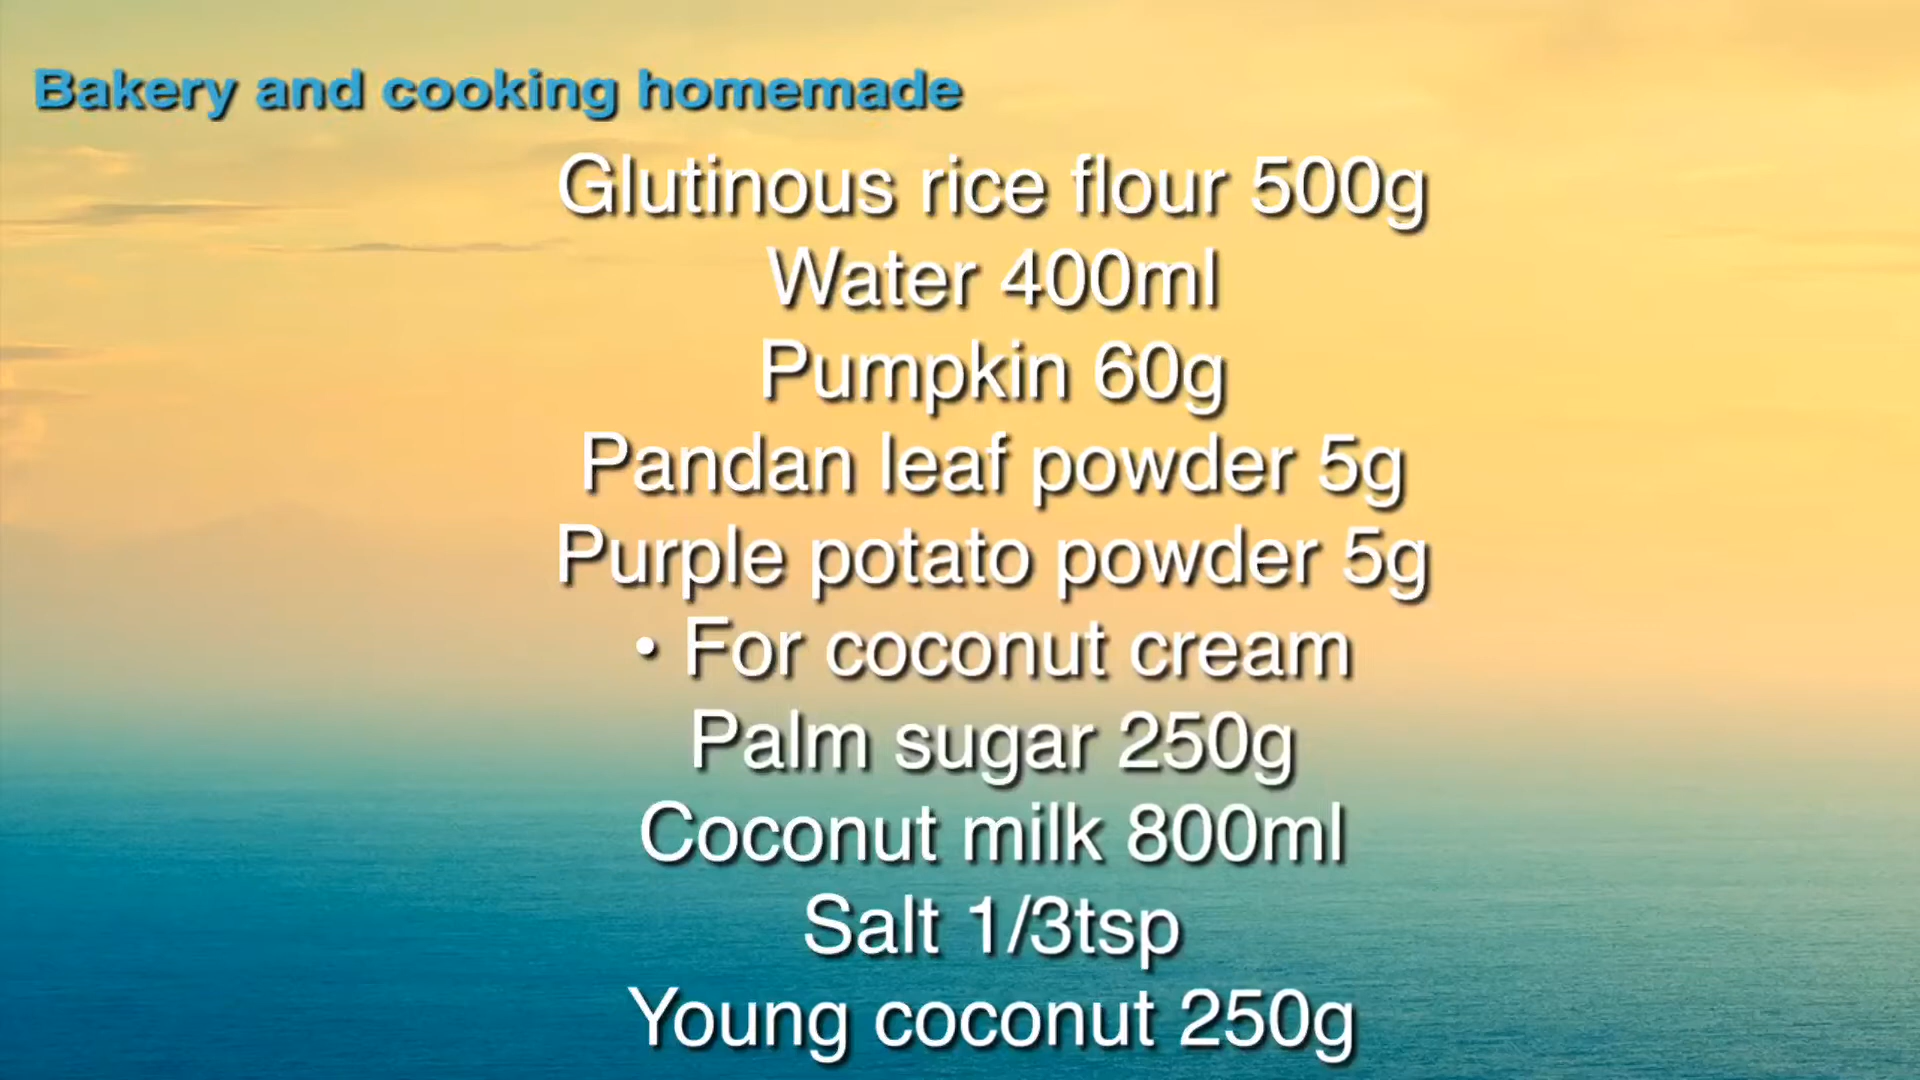 Bakery and cooking homemade
Glutinous rice flour 500g
Water 400ml
Pumpkin 60g
Pandan leaf powder 5g
Purple potato powder 5g
• For coconut cream
Palm sugar 250g
Coconut milk 800ml
Salt 1/3tsp
Young coconut 250g